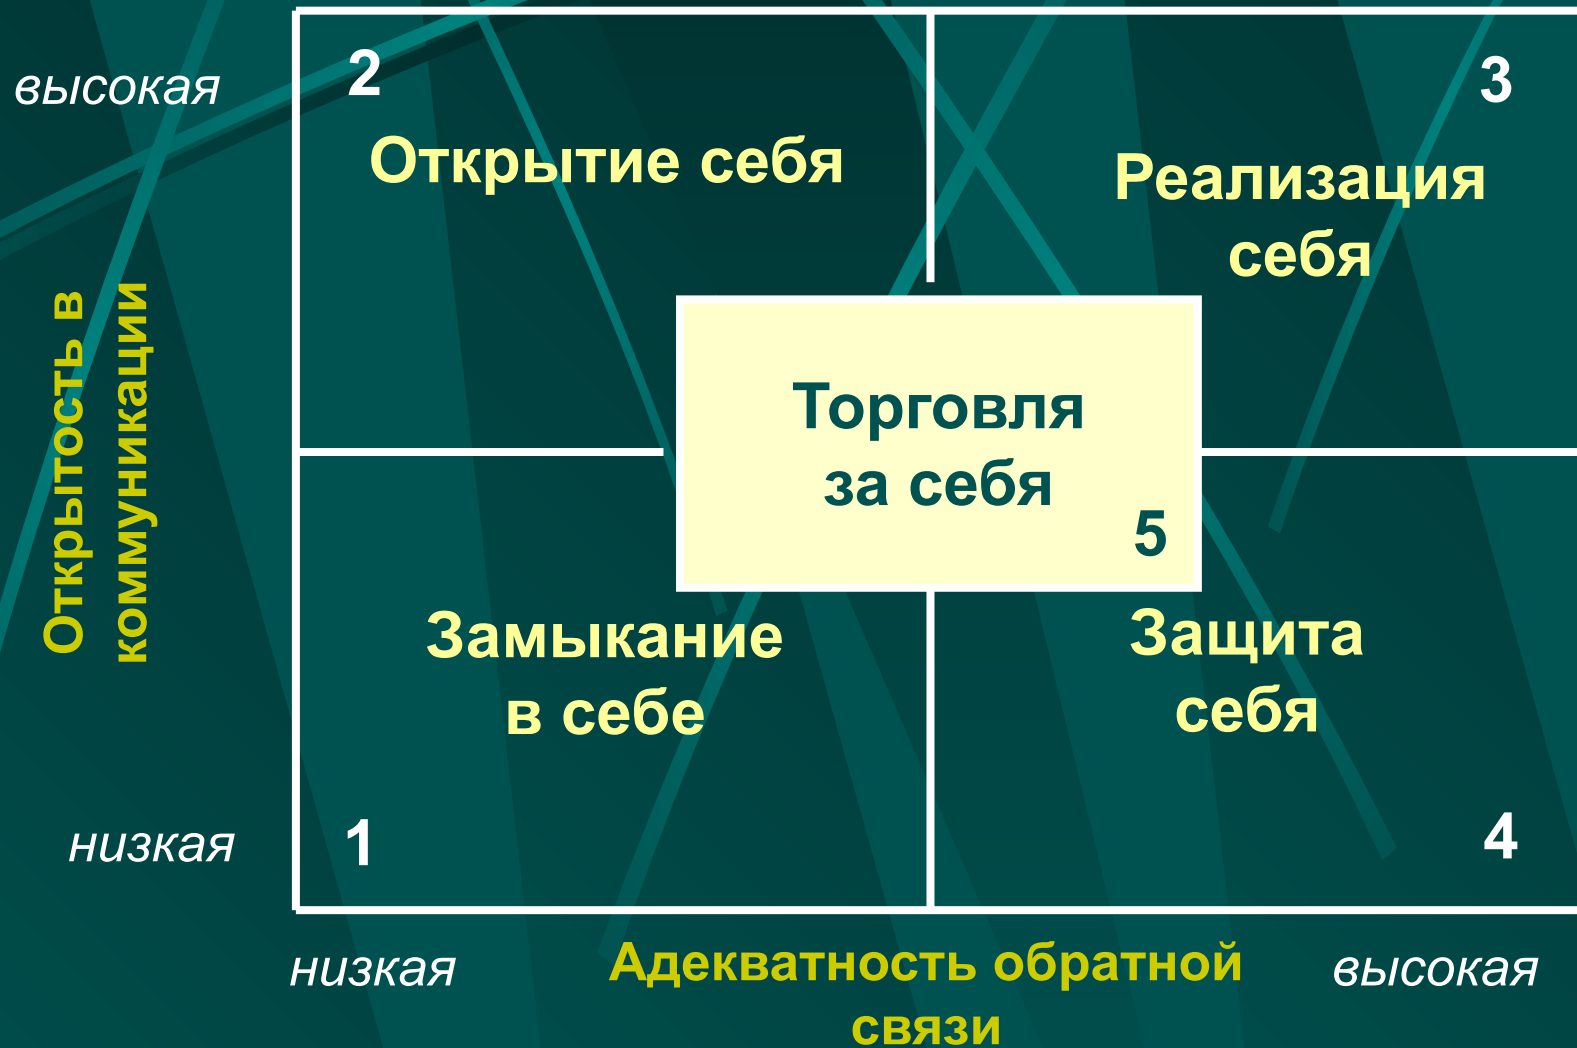 высокая
2
3
Открытие себя
Реализация
себя
Открытость в
коммуникации
Торговля
за себя
5
Замыкание
в себе
Защита
себя
низкая
1
4
низкая
Адекватность обратной
связи
высокая